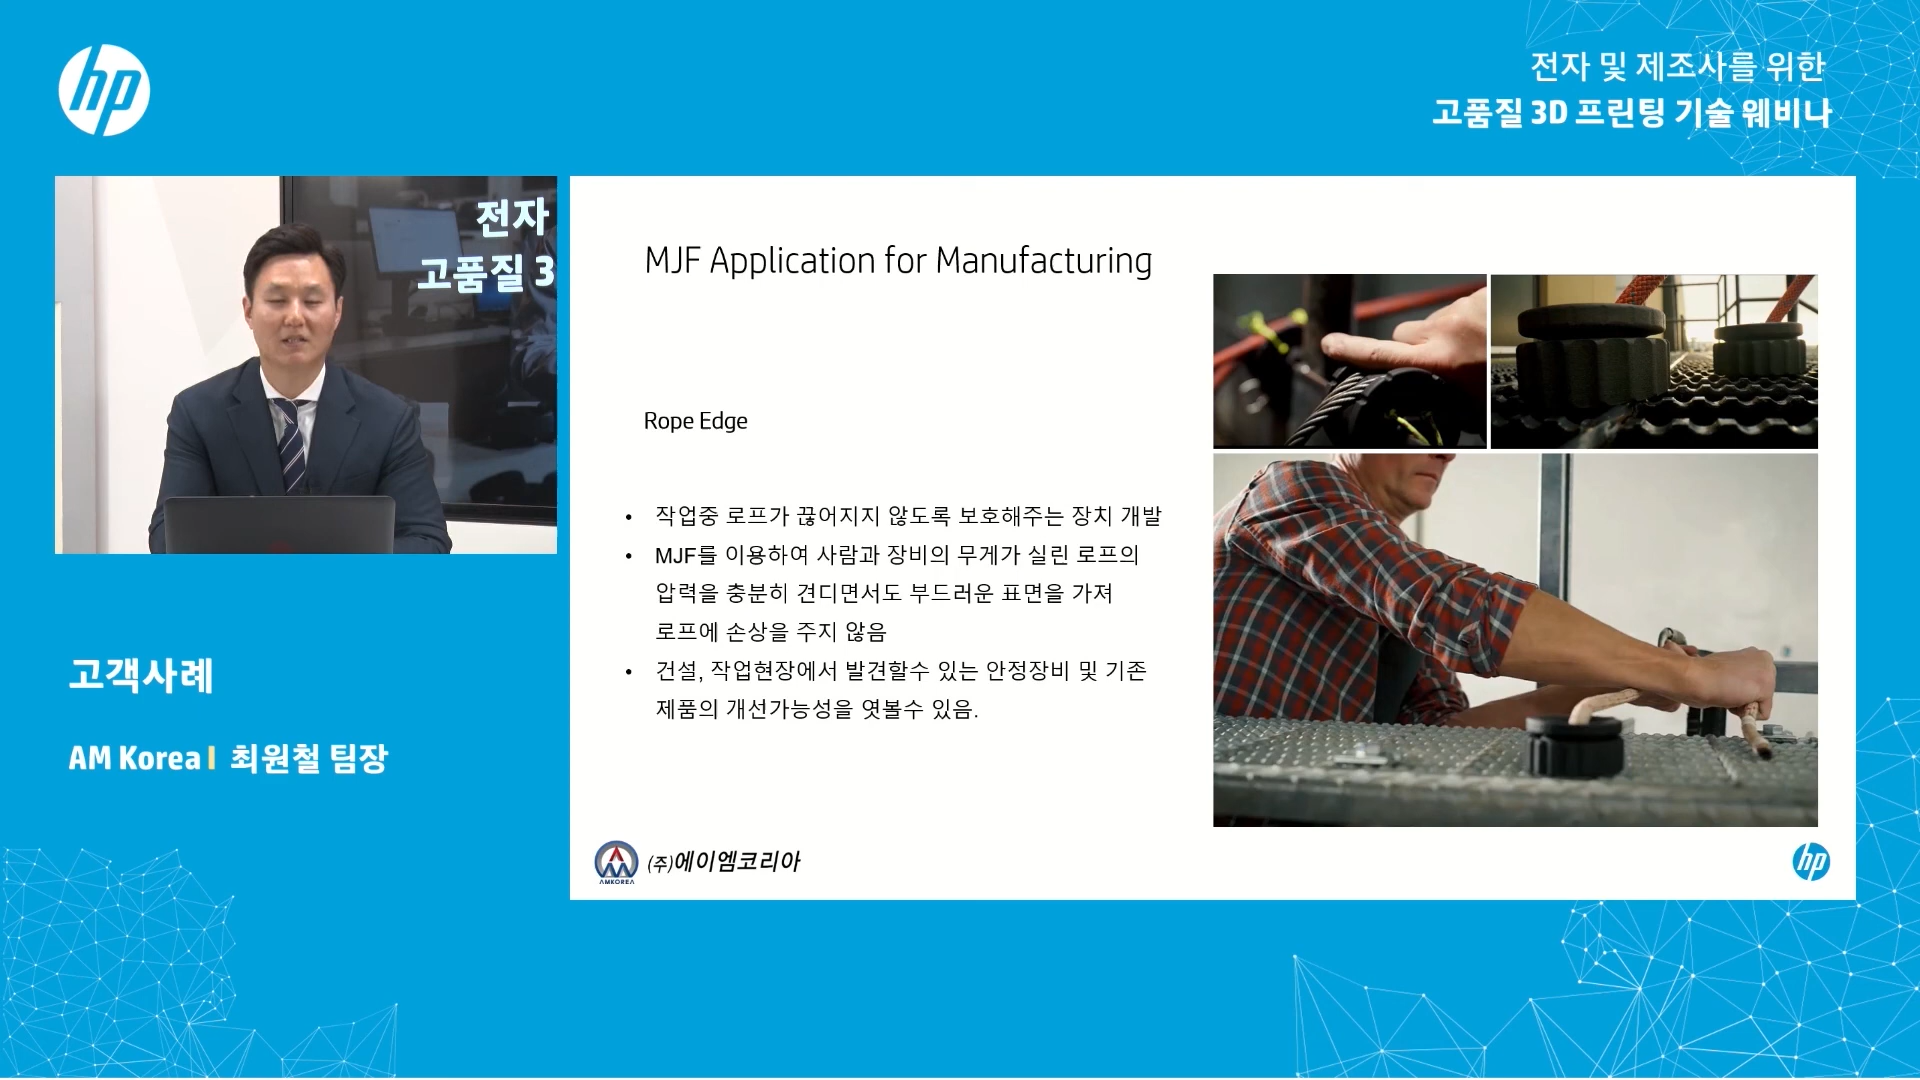 hp
전자 및 제조사를 위한
고품질 3D 프린팅 기술 웨비나
전자
고품질 3
고객사례
AM Korea | 최원철 팀장
MJF Application for Manufacturing
Rope Edge
• 작업중 로프가 끊어지지 않도록 보호해주는 장치 개발
• MJF를 이용하여 사람과 장비의 무게가 실린 로프의
압력을 충분히 견디면서도 부드러운 표면을 가져
로프에 손상을 주지 않음
• 건설, 작업현장에서 발견할수 있는 안정장비 및 기존
제품의 개선가능성을 엿볼수 있음.
AMKOREA
(주)에이엠코리아
hp